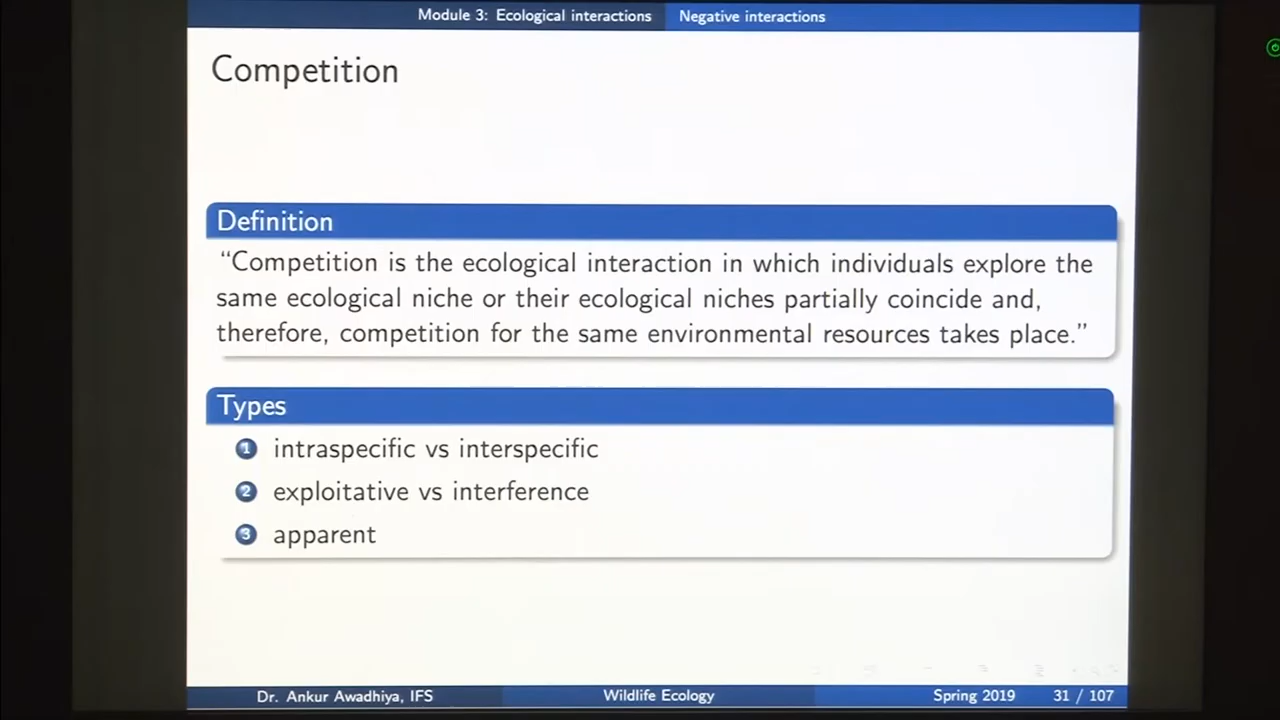 Module 3: Ecological interactions Negative interactions
Competition
Definition
“Competition is the ecological interaction in which individuals explore the
same ecological niche or their ecological niches partially coincide and,
therefore, competition for the same environmental resources takes place.”
Types
1 intraspecific vs interspecific
2 exploitative vs interference
3 apparent
Dr. Ankur Awadhiya, IFS Wildlife Ecology Spring 2019 31 / 107